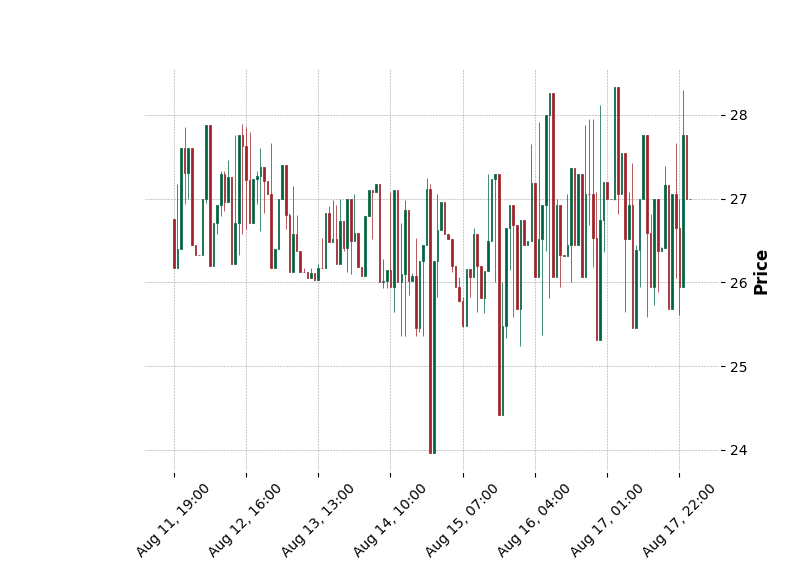 28
27
26
25
24
Price
Aug 11, 19:00
Aug 12, 16:00
Aug 13, 13:00
Aug 14, 10:00
Aug 15, 07:00
Aug 16, 04:00
Aug 17, 01:00
Aug 17, 22:00